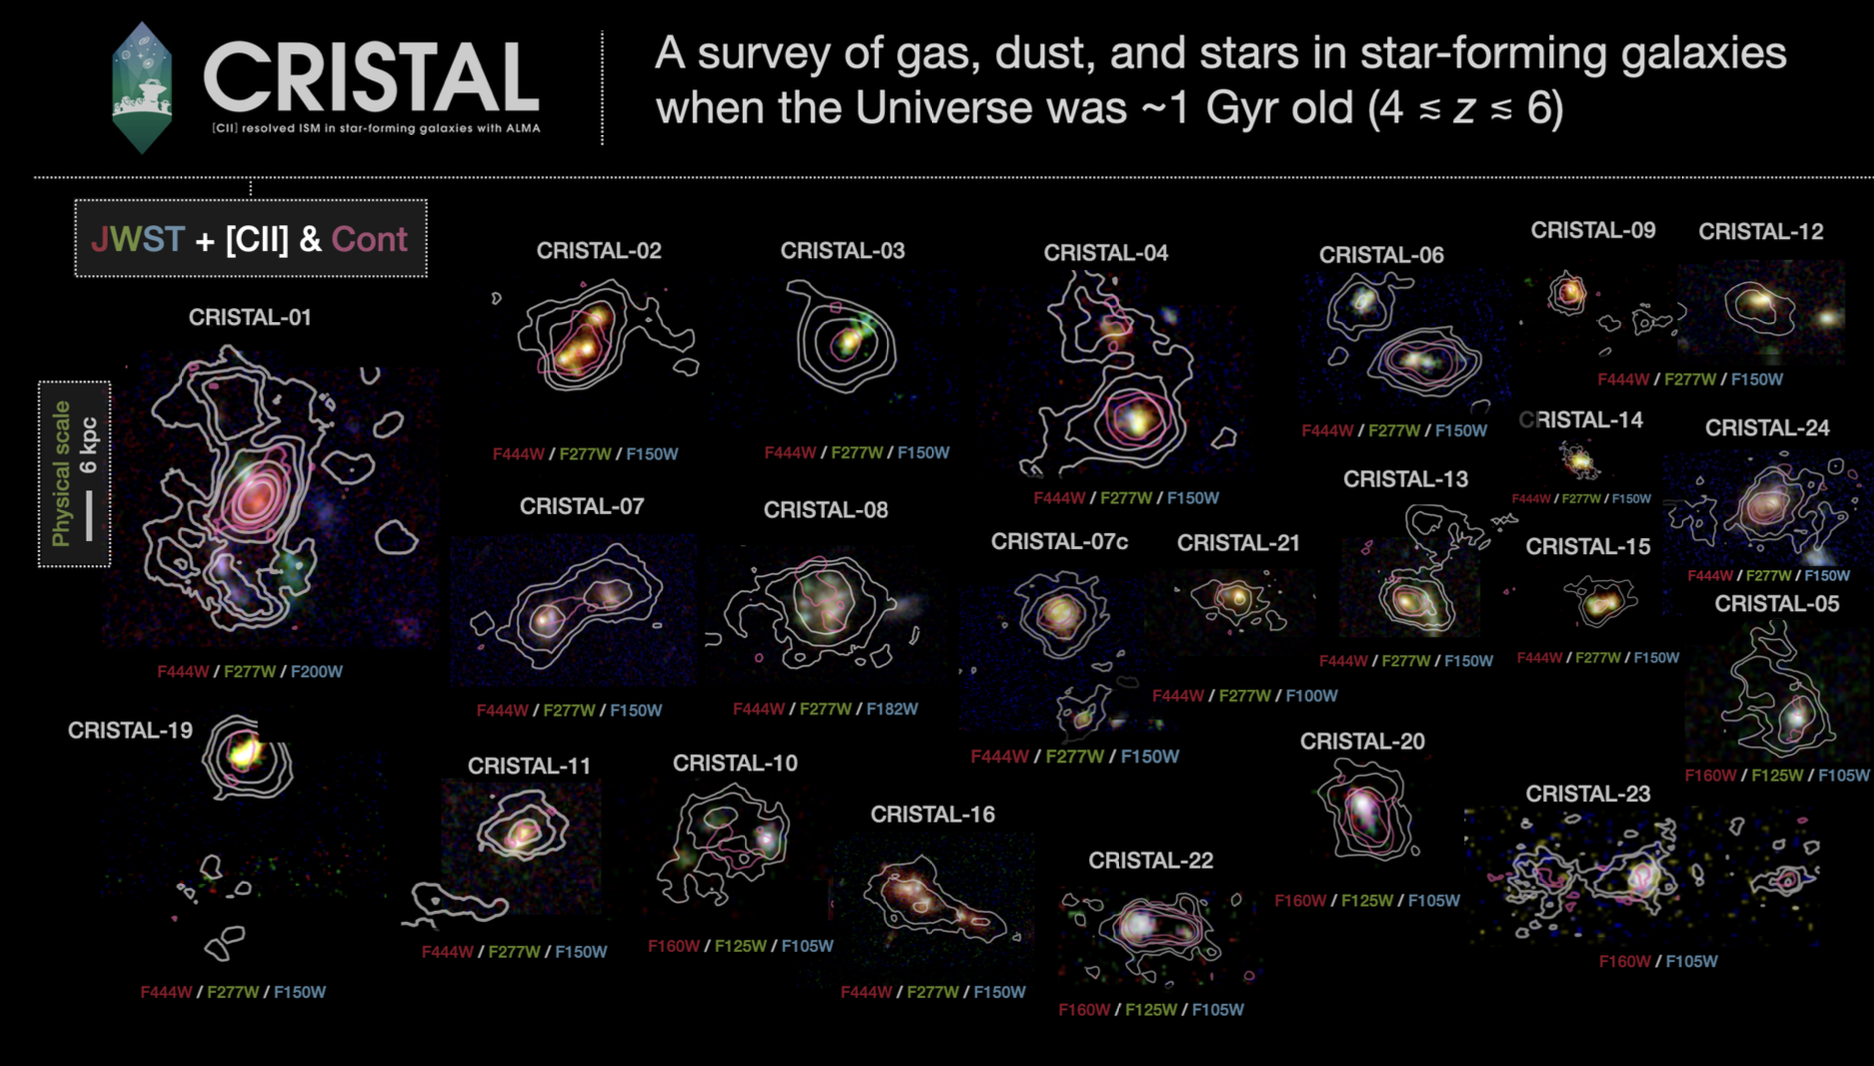 CRISTAL
[CII] resolved ISM in star-forming galaxies with ALMA
A survey of gas, dust, and stars in star-forming galaxies
when the Universe was ~1 Gyr old (4 ≲ z ≲ 6)
JWST + [CII] & Cont
Physical scale
6 kpc
CRISTAL-01
F444W / F277W / F200W
CRISTAL-02
F444W / F277W / F150W
CRISTAL-03
F444W / F277W / F150W
CRISTAL-04
F444W / F277W / F150W
CRISTAL-06
F444W / F277W / F150W
CRISTAL-09
CRISTAL-12
F444W / F277W / F150W
CRISTAL-14
F444W / F277W / F150W
CRISTAL-24
F444W / F277W / F150W
CRISTAL-07
F444W / F277W / F150W
CRISTAL-08
F444W / F277W / F182W
CRISTAL-07c
F444W / F277W / F150W
CRISTAL-21
F444W / F277W / F100W
CRISTAL-13
F444W / F277W / F150W
CRISTAL-15
F444W / F277W / F150W
CRISTAL-05
F160W / F125W / F105W
CRISTAL-19
F444W / F277W / F150W
CRISTAL-11
F444W / F277W / F150W
CRISTAL-10
F160W / F125W / F105W
CRISTAL-16
F444W / F277W / F150W
CRISTAL-22
F160W / F125W / F105W
CRISTAL-20
F160W / F125W / F105W
CRISTAL-23
F160W / F105W